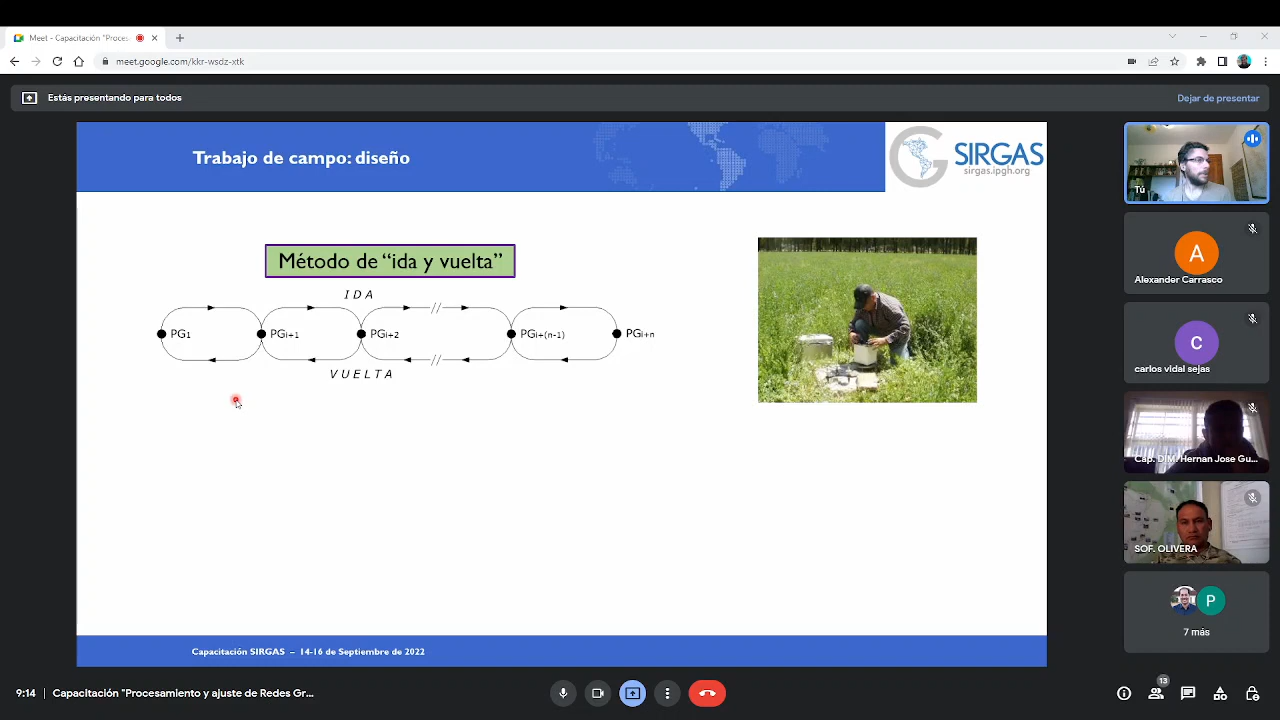 Meet - Capacitación "Proces
meet.google.com/kkr-wsdz-xtk
Estás presentando para todos
Dejar de presentar
Trabajo de campo: diseño
SIRGAS
sirgas.ipgh.org
Método de “ida y vuelta”
IDA
PG1
PGi+1
PGi+2
PGi+(n-1)
PGi+n
VUELTA
Capacitación SIRGAS – 14-16 de Septiembre de 2022
Tú
A
Alexander Carrasco
C
carlos vidal sejas
Cap. DIM. Hernan Jose Gu...
SOF. OLIVERA
P
7 más
9:14
Capacitación "Procesamiento y ajuste de Redes Gr...
13